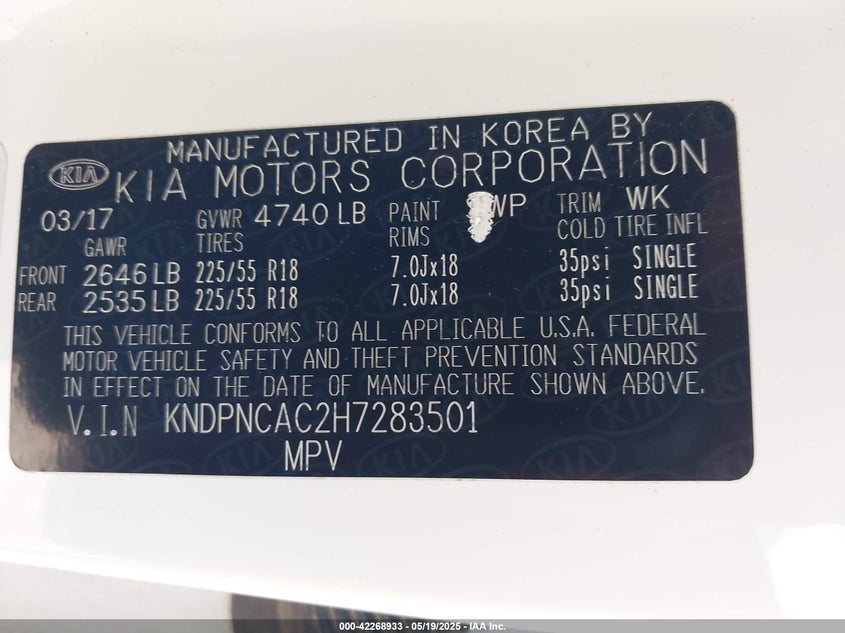 MANUFACTURED IN KOREA BY
KIA KIA MOTORS CORPORATION
03/17 GVWR 4740 LB PAINT WP TRIM WK
GAWR TIRES RIMS COLD TIRE INFL
FRONT 2646 LB 225/55 R18 7.0Jx18 35psi SINGLE
REAR 2535 LB 225/55 R18 7.0Jx18 35psi SINGLE
THIS VEHICLE CONFORMS TO ALL APPLICABLE U.S.A. FEDERAL
MOTOR VEHICLE SAFETY AND THEFT PREVENTION STANDARDS
IN EFFECT ON THE DATE OF MANUFACTURE SHOWN ABOVE.
V.I.N KNDPNCAC2H7283501
MPV
000-42268933 - 05/19/2025 - IAA Inc.